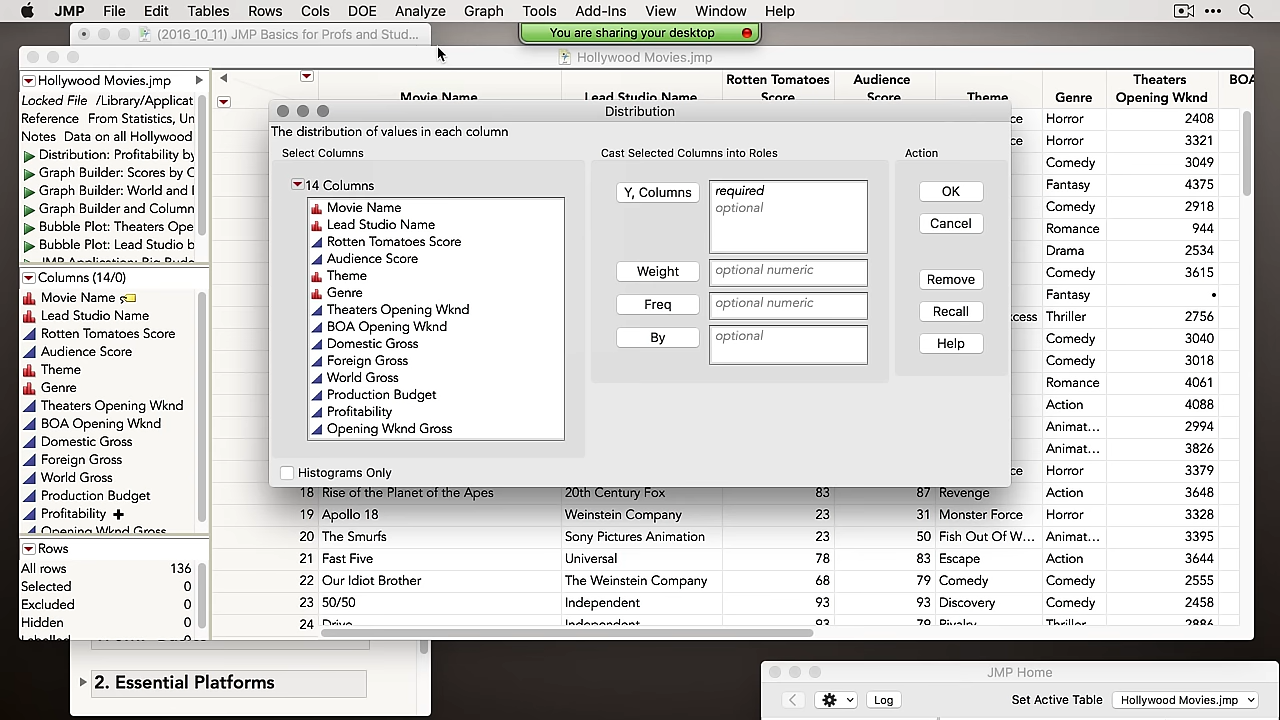 JMP File Edit Tables Rows Cols DOE Analyze Graph Tools Add-Ins View Window Help
(2016_10_11) JMP Basics for Profs and Stud...
You are sharing your desktop
Hollywood Movies.jmp
Hollywood Movies.jmp
Locked File /Library/Applicat
Reference From Statistics, Un
Notes Data on all Hollywood
Distribution: Profitability by
Graph Builder: Scores by C
Graph Builder: World and I
Graph Builder and Column
Bubble Plot: Theaters Ope
Bubble Plot: Lead Studio b
Columns (14/0)
Movie Name
Lead Studio Name
Rotten Tomatoes Score
Audience Score
Theme
Genre
Theaters Opening Wknd
BOA Opening Wknd
Domestic Gross
Foreign Gross
World Gross
Production Budget
Profitability
Opening Wknd Gross
Rows
All rows 136
Selected 0
Excluded 0
Hidden 0
Movie Name Lead Studio Name Rotten Tomatoes Score Audience Score Theme Genre Theaters Opening Wknd BOA
Distribution
The distribution of values in each column
Select Columns
14 Columns
Movie Name
Lead Studio Name
Rotten Tomatoes Score
Audience Score
Theme
Genre
Theaters Opening Wknd
BOA Opening Wknd
Domestic Gross
Foreign Gross
World Gross
Production Budget
Profitability
Opening Wknd Gross
Histograms Only
Cast Selected Columns into Roles
Y, Columns required
optional
Weight optional numeric
Freq optional numeric
By optional
Action
OK
Cancel
Remove
Recall
Help
ce Horror 2408
Horror 3321
Comedy 3049
Fantasy 4375
Comedy 2918
Romance 944
Drama 2534
Comedy 3615
Fantasy •
xcess Thriller 2756
Comedy 3040
Comedy 3018
Romance 4061
Action 4088
Animat... 2994
Animat... 3826
ce Horror 3379
18 Rise of the Planet of the Apes 20th Century Fox 83 87 Revenge Action 3648
19 Apollo 18 Weinstein Company 23 31 Monster Force Horror 3328
20 The Smurfs Sony Pictures Animation 23 50 Fish Out Of W... Animat... 3395
21 Fast Five Universal 78 83 Escape Action 3644
22 Our Idiot Brother The Weinstein Company 68 79 Comedy Comedy 2555
23 50/50 Independent 93 93 Discovery Comedy 2458
24 Drive Independent 93 79 Rivalry Thriller 2886
2. Essential Platforms
JMP Home
Log Set Active Table Hollywood Movies.jmp